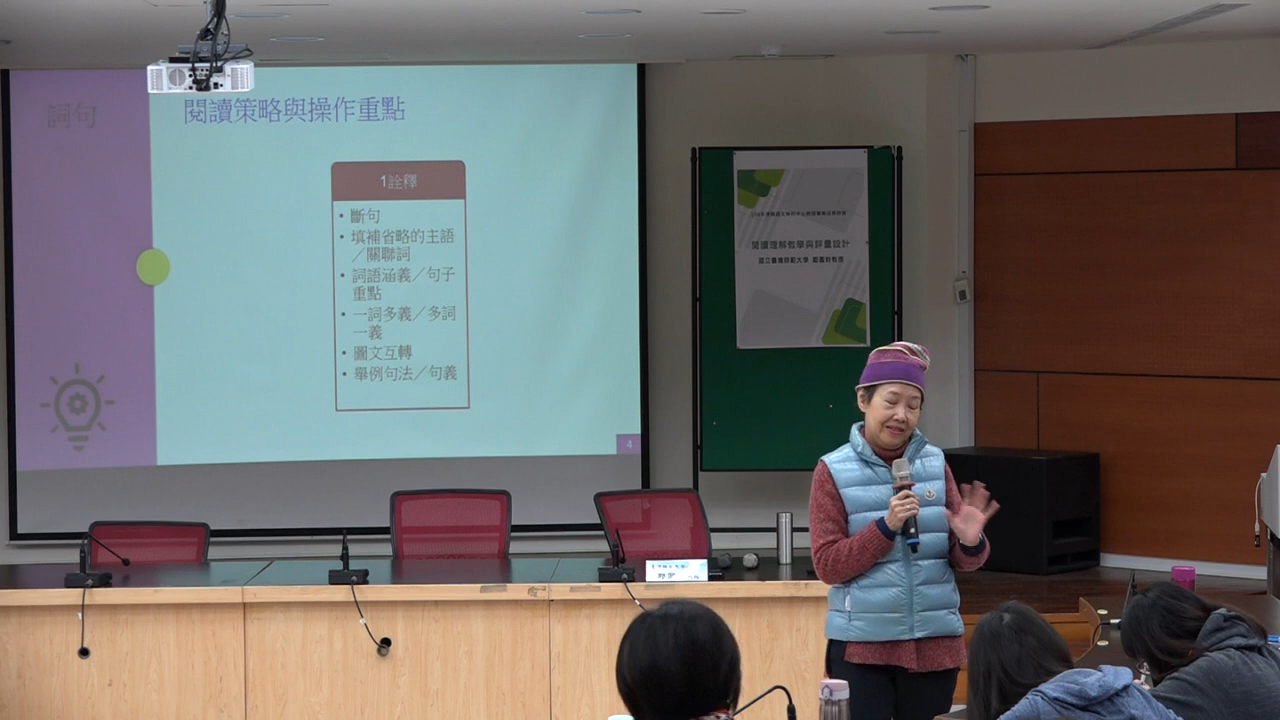 詞句
閱讀策略與操作重點
1詮釋
• 斷句
• 填補省略的主語
／關聯詞
• 詞語涵義／句子
重點
• 一詞多義／多詞
一義
• 圖文互轉
• 舉例句法／句義
4
閱讀理解教學與評量設計
國立臺灣師範大學